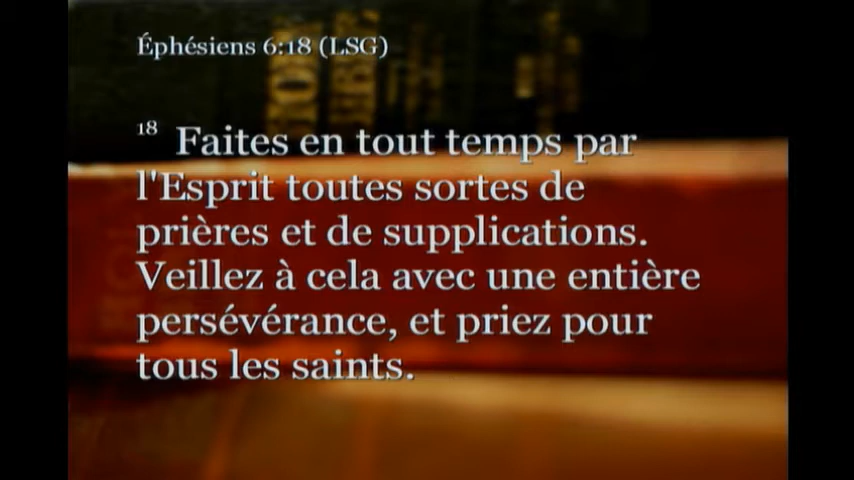 Éphésiens 6:18 (LSG)
18 Faites en tout temps par
l'Esprit toutes sortes de
prières et de supplications.
Veillez à cela avec une entière
persévérance, et priez pour
tous les saints.